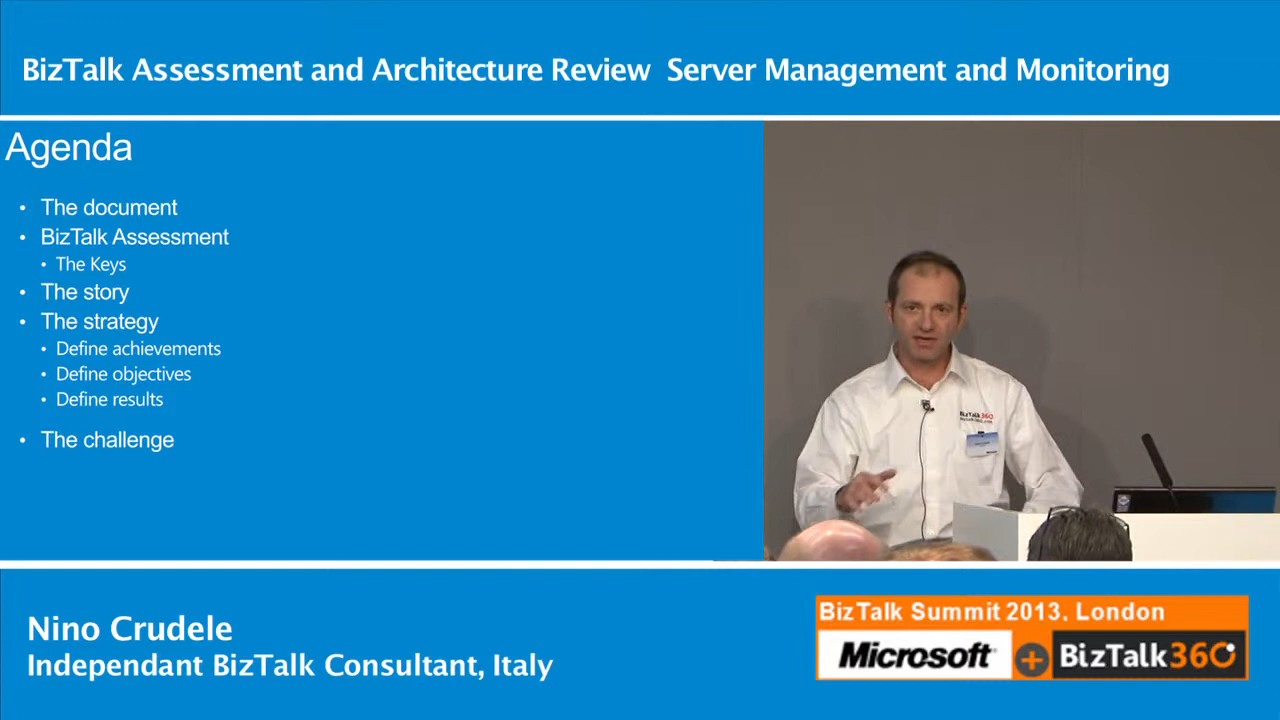 BizTalk Assessment and Architecture Review Server Management and Monitoring
Agenda
• The document
• BizTalk Assessment
• The Keys
• The story
• The strategy
• Define achievements
• Define objectives
• Define results
• The challenge
BizTalk360
Nino Crudele
Independant BizTalk Consultant, Italy
BizTalk Summit 2013, London
Microsoft + BizTalk360